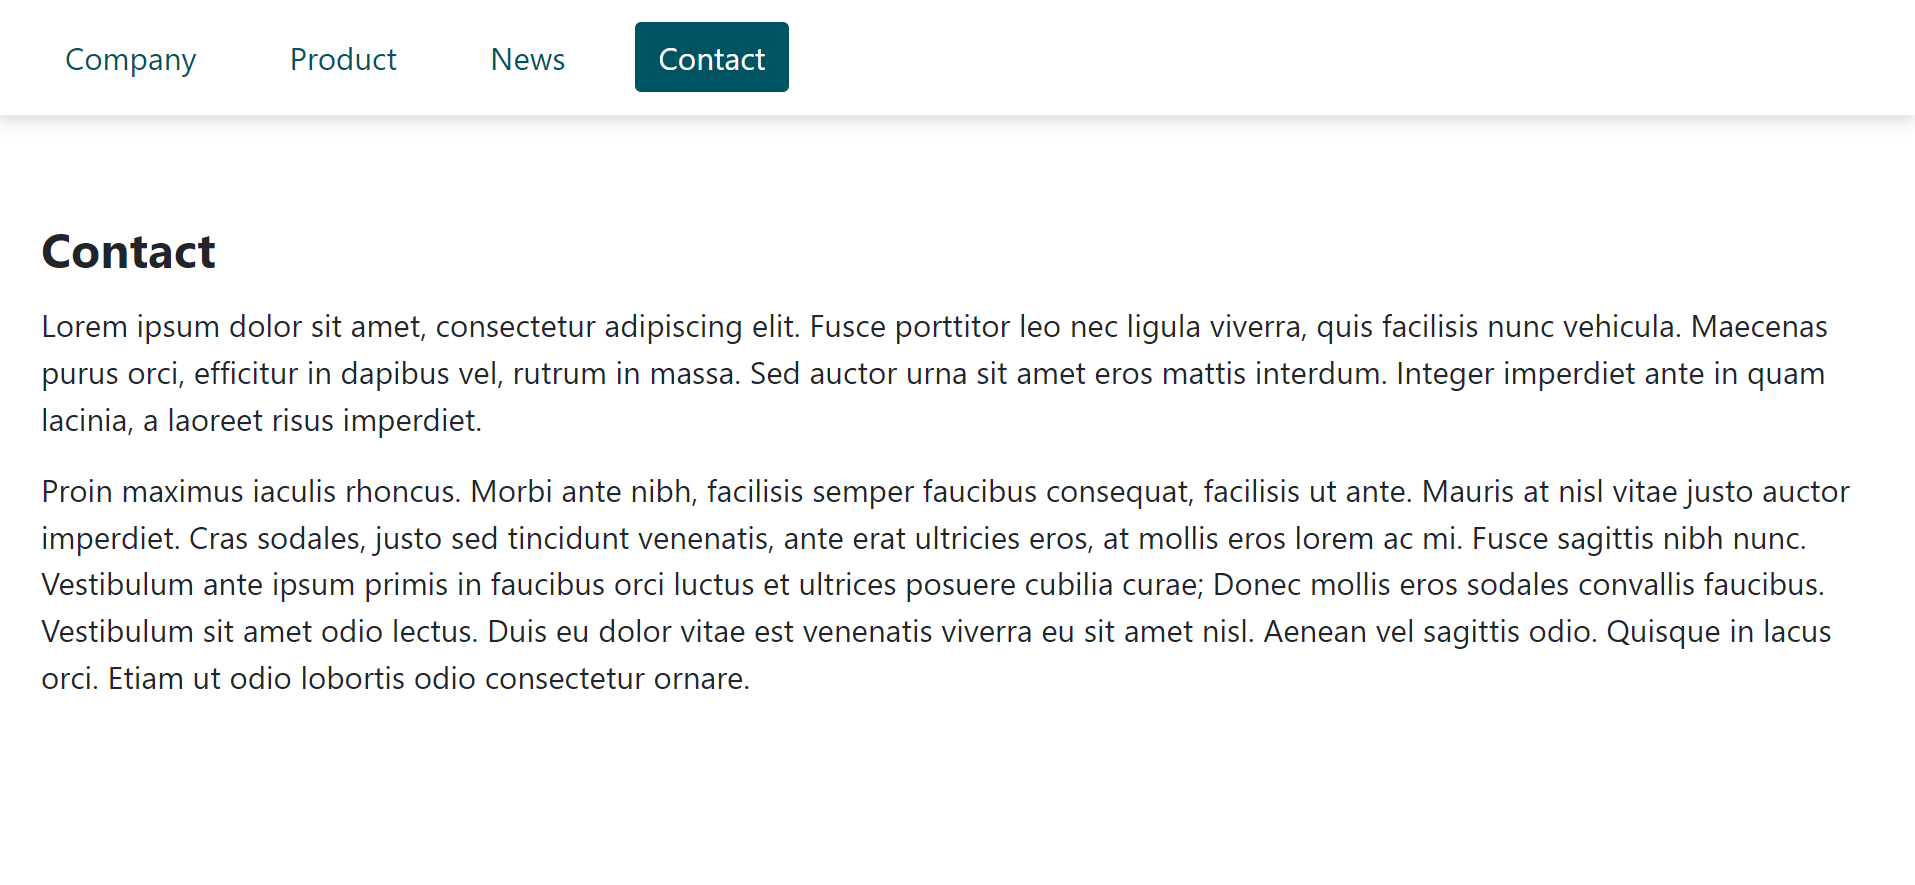 Company Product News Contact
Contact
Lorem ipsum dolor sit amet, consectetur adipiscing elit. Fusce porttitor leo nec ligula viverra, quis facilisis nunc vehicula. Maecenas
purus orci, efficitur in dapibus vel, rutrum in massa. Sed auctor urna sit amet eros mattis interdum. Integer imperdiet ante in quam
lacinia, a laoreet risus imperdiet.
Proin maximus iaculis rhoncus. Morbi ante nibh, facilisis semper faucibus consequat, facilisis ut ante. Mauris at nisl vitae justo auctor
imperdiet. Cras sodales, justo sed tincidunt venenatis, ante erat ultricies eros, at mollis eros lorem ac mi. Fusce sagittis nibh nunc.
Vestibulum ante ipsum primis in faucibus orci luctus et ultrices posuere cubilia curae; Donec mollis eros sodales convallis faucibus.
Vestibulum sit amet odio lectus. Duis eu dolor vitae est venenatis viverra eu sit amet nisl. Aenean vel sagittis odio. Quisque in lacus
orci. Etiam ut odio lobortis odio consectetur ornare.